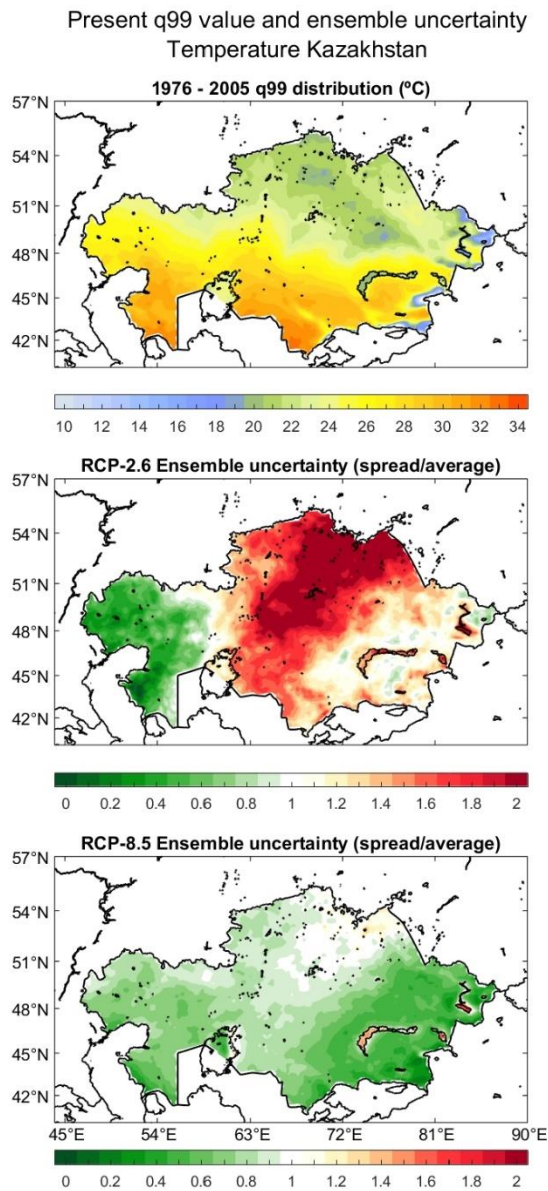 Present q99 value and ensemble uncertainty
Temperature Kazakhstan
1976 - 2005 q99 distribution (ºC)
57°N
54°N
51°N
48°N
45°N
42°N
10 12 14 16 18 20 22 24 26 28 30 32 34
RCP-2.6 Ensemble uncertainty (spread/average)
57°N
54°N
51°N
48°N
45°N
42°N
0 0.2 0.4 0.6 0.8 1 1.2 1.4 1.6 1.8 2
RCP-8.5 Ensemble uncertainty (spread/average)
57°N
54°N
51°N
48°N
45°N
42°N
45°E 54°E 63°E 72°E 81°E 90°E
0 0.2 0.4 0.6 0.8 1 1.2 1.4 1.6 1.8 2